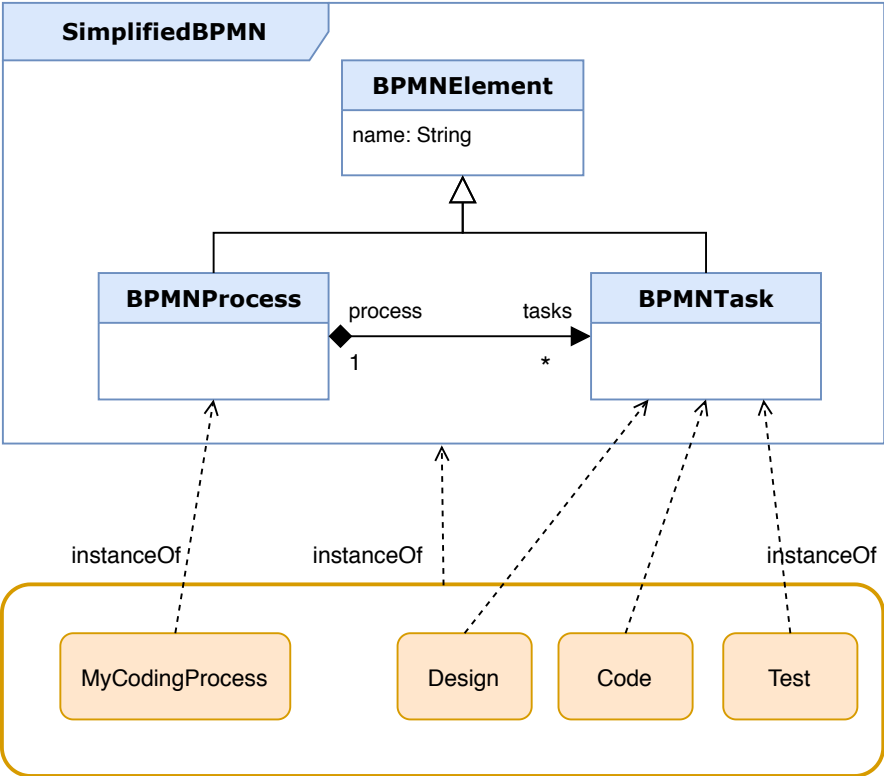 SimplifiedBPMN
BPMNElement
name: String
BPMNProcess
process
tasks
BPMNTask
1
*
instanceOf
instanceOf
instanceOf
MyCodingProcess
Design
Code
Test